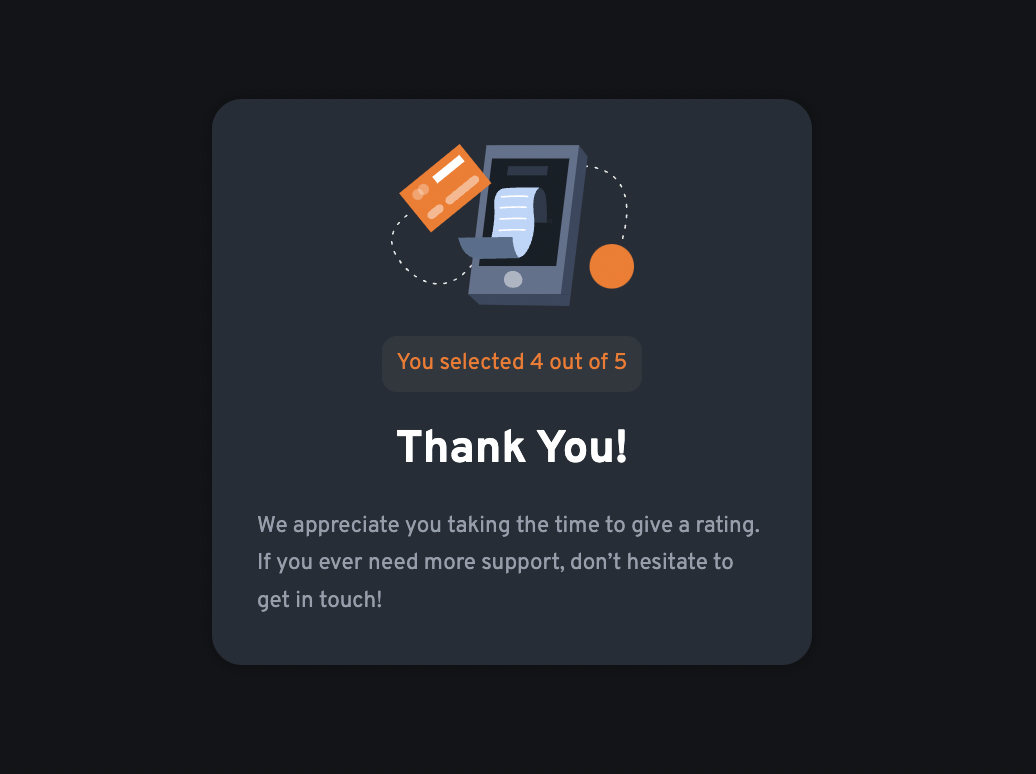 You selected 4 out of 5
Thank You!
We appreciate you taking the time to give a rating.
If you ever need more support, don’t hesitate to
get in touch!